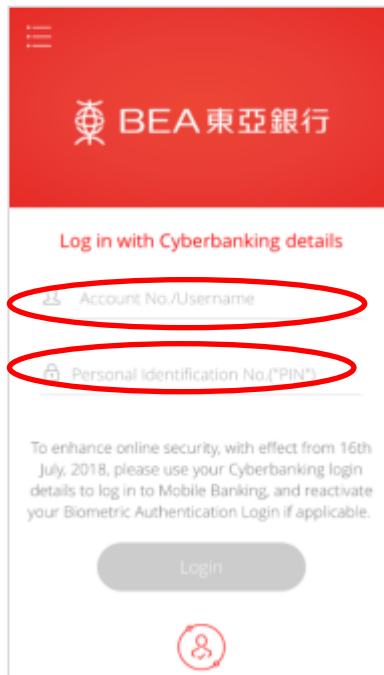 BEA東亞銀行
Log in with Cyberbanking details
Account No./Username
Personal Identification No.("PIN")
To enhance online security, with effect from 16th
July, 2018, please use your Cyberbanking login
details to log in to Mobile Banking, and reactivate
your Biometric Authentication Login if applicable.
Login